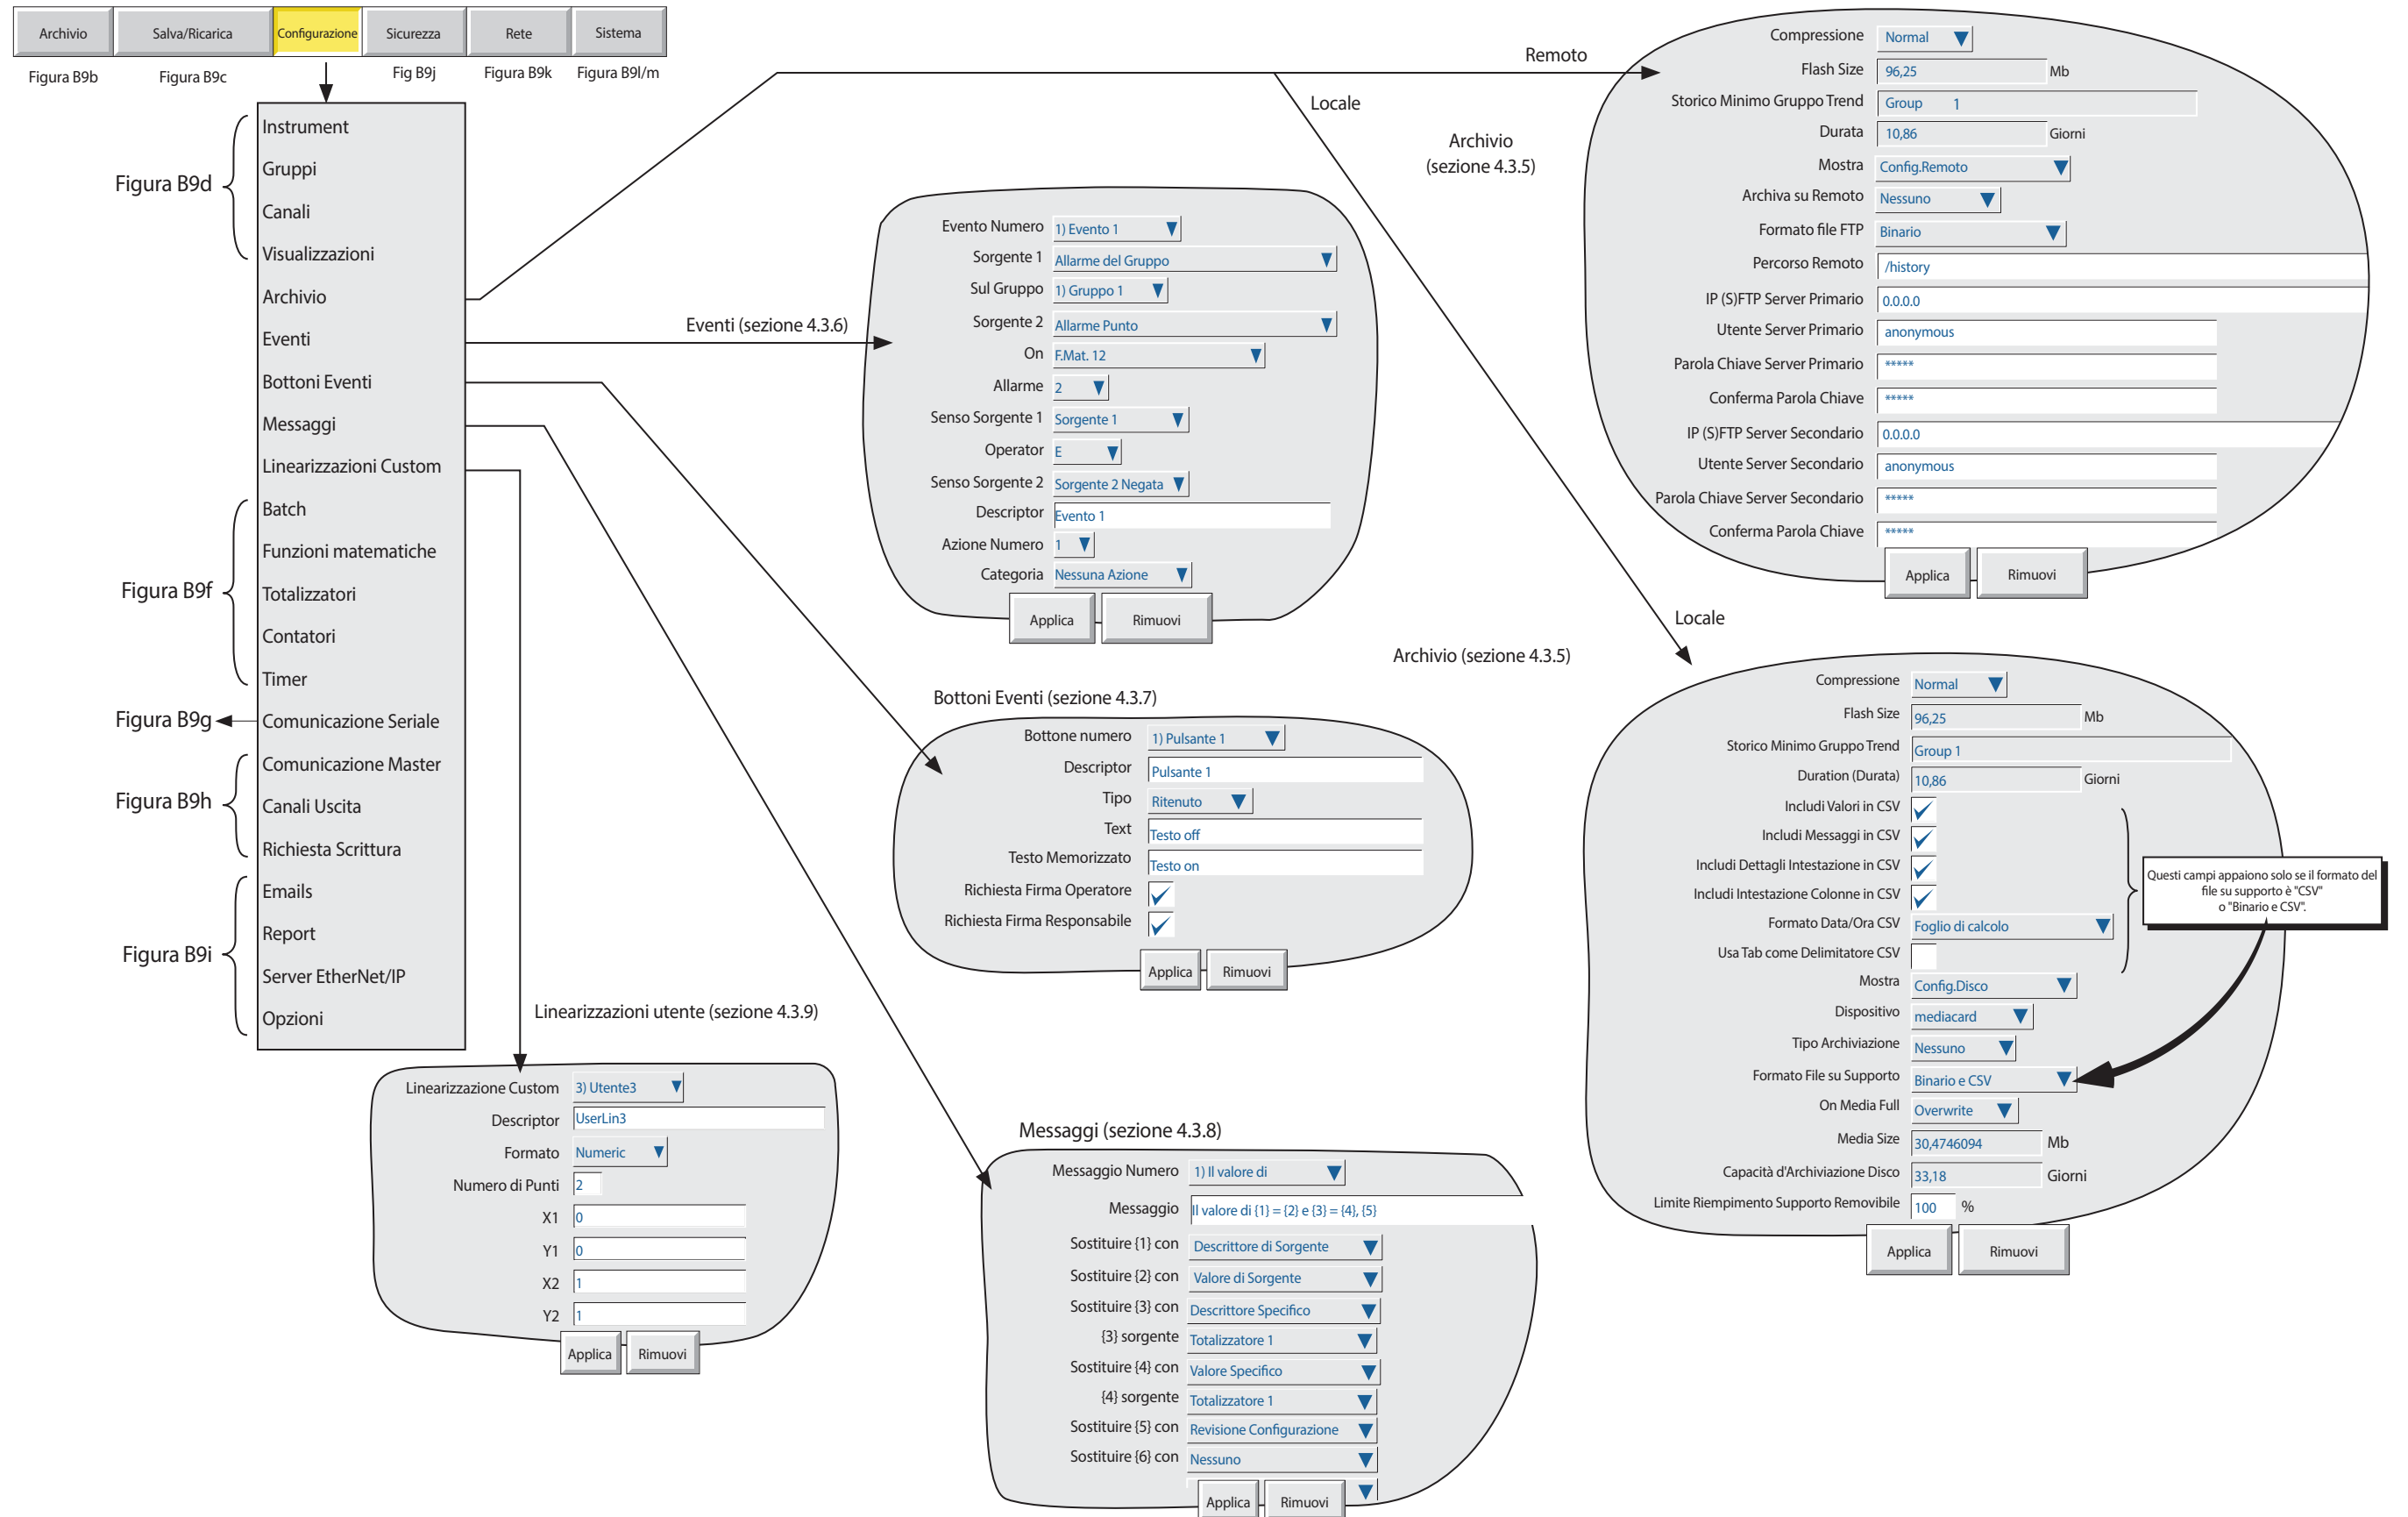 Archivio
Salva/Ricarica
Configurazione
Sicurezza
Rete
Sistema
Figura B9b
Figura B9c
Fig B9j
Figura B9k
Figura B9l/m
Instrument
Gruppi
Canali
Visualizzazioni
Archivio
Eventi
Bottoni Eventi
Messaggi
Linearizzazioni Custom
Batch
Funzioni matematiche
Totalizzatori
Contatori
Timer
Comunicazione Seriale
Comunicazione Master
Canali Uscita
Richiesta Scrittura
Emails
Report
Server EtherNet/IP
Opzioni
Figura B9d
Figura B9f
Figura B9g
Figura B9h
Figura B9i
Remoto
Locale
Archivio
(sezione 4.3.5)
Compressione Normal
Flash Size 96,25 Mb
Storico Minimo Gruppo Trend Group 1
Durata 10,86 Giorni
Mostra Config.Remoto
Archiva su Remoto Nessuno
Formato file FTP Binario
Percorso Remoto /history
IP (S)FTP Server Primario 0.0.0.0
Utente Server Primario anonymous
Parola Chiave Server Primario *****
Conferma Parola Chiave *****
IP (S)FTP Server Secondario 0.0.0.0
Utente Server Secondario anonymous
Parola Chiave Server Secondario *****
Conferma Parola Chiave *****
Applica Rimuovi
Eventi (sezione 4.3.6)
Evento Numero 1) Evento 1
Sorgente 1 Allarme del Gruppo
Sul Gruppo 1) Gruppo 1
Sorgente 2 Allarme Punto
On F.Mat. 12
Allarme 2
Senso Sorgente 1 Sorgente 1
Operator E
Senso Sorgente 2 Sorgente 2 Negata
Descriptor Evento 1
Azione Numero 1
Categoria Nessuna Azione
Applica Rimuovi
Locale
Archivio (sezione 4.3.5)
Compressione Normal
Flash Size 96,25 Mb
Storico Minimo Gruppo Trend Group 1
Duration (Durata) 10,86 Giorni
Includi Valori in CSV
Includi Messaggi in CSV
Includi Dettagli Intestazione in CSV
Includi Intestazione Colonne in CSV
Formato Data/Ora CSV Foglio di calcolo
Usa Tab come Delimitatore CSV
Mostra Config.Disco
Dispositivo mediacard
Tipo Archiviazione Nessuno
Formato File su Supporto Binario e CSV
On Media Full Overwrite
Media Size 30,4746094 Mb
Capacità d'Archiviazione Disco 33,18 Giorni
Limite Riempimento Supporto Removibile 100 %
Applica Rimuovi
Questi campi appaiono solo se il formato del
file su supporto è "CSV"
o "Binario e CSV".
Bottoni Eventi (sezione 4.3.7)
Bottone numero 1) Pulsante 1
Descriptor Pulsante 1
Tipo Ritenuto
Text Testo off
Testo Memorizzato Testo on
Richiesta Firma Operatore
Richiesta Firma Responsabile
Applica Rimuovi
Linearizzazioni utente (sezione 4.3.9)
Linearizzazione Custom 3) Utente3
Descriptor UserLin3
Formato Numeric
Numero di Punti 2
X1 0
Y1 0
X2 1
Y2 1
Applica Rimuovi
Messaggi (sezione 4.3.8)
Messaggio Numero 1) Il valore di
Messaggio Il valore di {1} = {2} e {3} = {4}, {5}
Sostituire {1} con Descrittore di Sorgente
Sostituire {2} con Valore di Sorgente
Sostituire {3} con Descrittore Specifico
{3} sorgente Totalizzatore 1
Sostituire {4} con Valore Specifico
{4} sorgente Totalizzatore 1
Sostituire {5} con Revisione Configurazione
Sostituire {6} con Nessuno
Applica Rimuovi